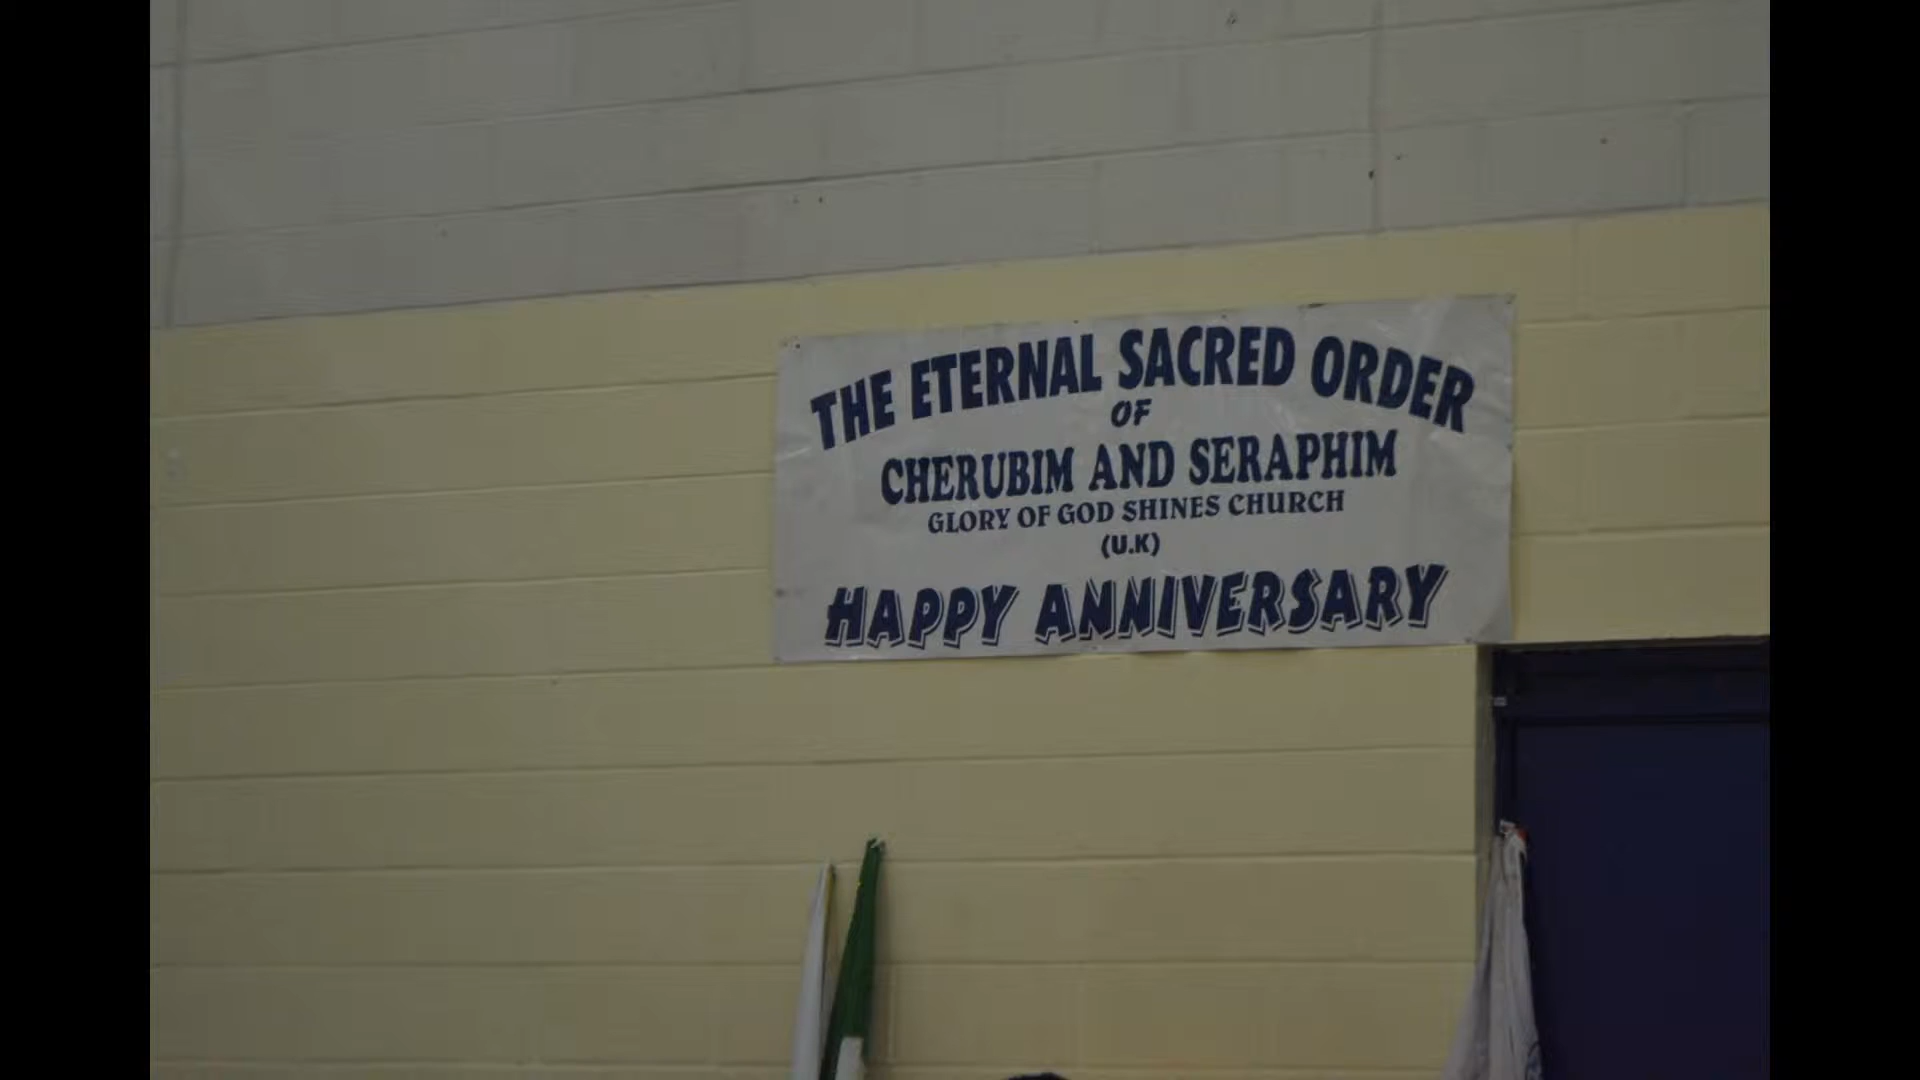 THE ETERNAL SACRED ORDER
OF
CHERUBIM AND SERAPHIM
GLORY OF GOD SHINES CHURCH
(U.K)
HAPPY ANNIVERSARY